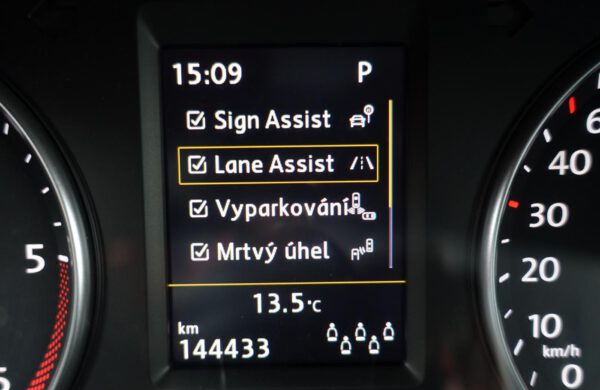 15:09 P
Sign Assist
Lane Assist
Vyparkování
Mrtvý úhel
13.5°C
km
144433
5
40
30
20
10
km/h
0